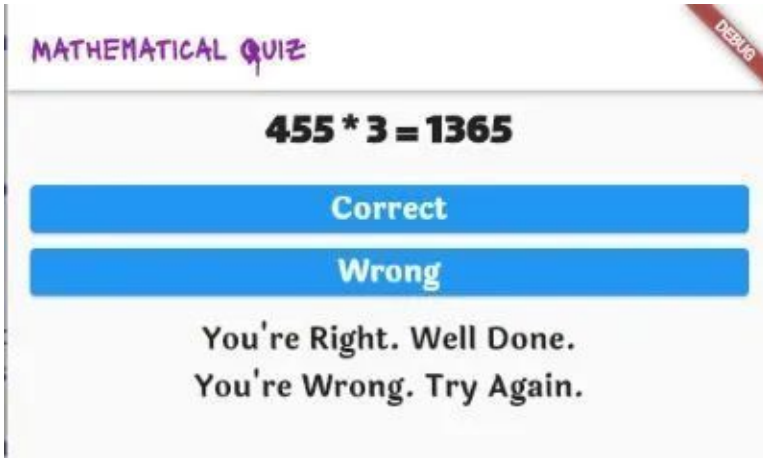 MATHEMATICAL QUIZ
DEBUG
455 * 3 = 1365
Correct
Wrong
You're Right. Well Done.
You're Wrong. Try Again.